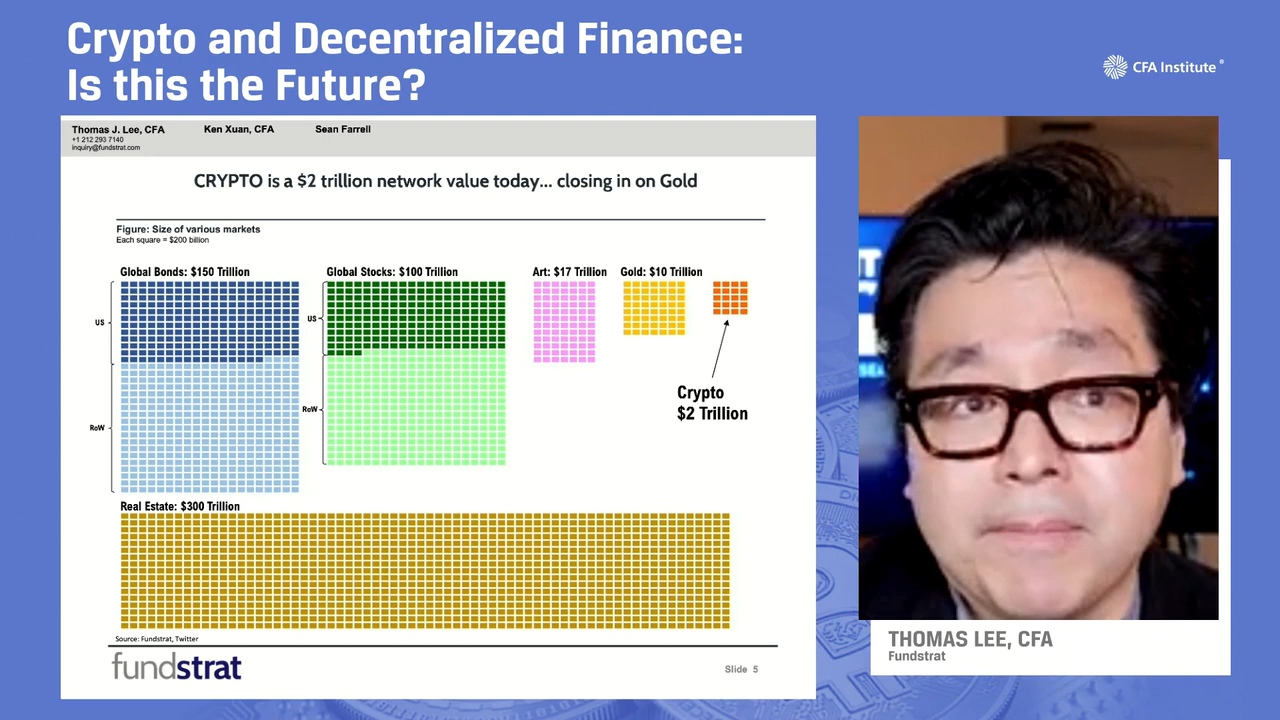 Crypto and Decentralized Finance:
Is this the Future?
CFA Institute®
Thomas J. Lee, CFA
+1 212 293 7140
inquiry@fundstrat.com
Ken Xuan, CFA
Sean Farrell
CRYPTO is a $2 trillion network value today... closing in on Gold
Figure: Size of various markets
Each square = $200 billion
Global Bonds: $150 Trillion
Global Stocks: $100 Trillion
Art: $17 Trillion
Gold: $10 Trillion
US
US
RoW
RoW
Crypto
$2 Trillion
Real Estate: $300 Trillion
Source: Fundstrat, Twitter
fundstrat
Slide 5
THOMAS LEE, CFA
Fundstrat